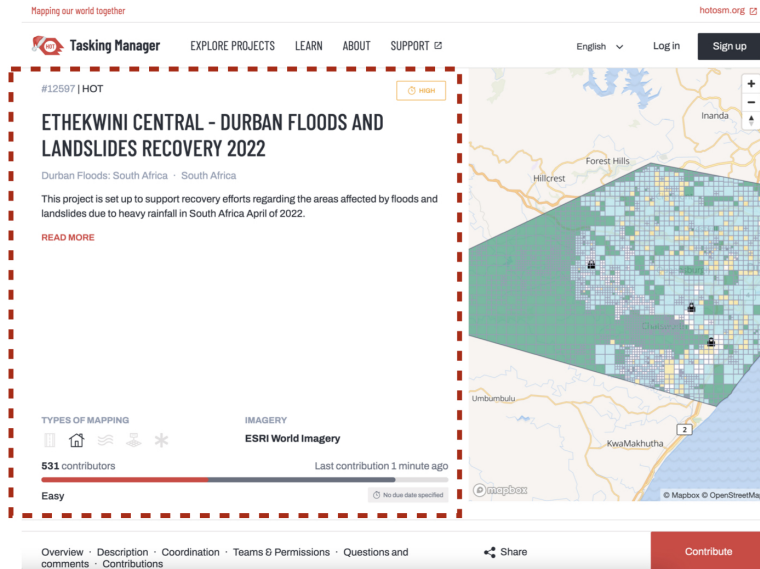 Mapping our world together
hotosm.org
HOT
Tasking Manager
EXPLORE PROJECTS
LEARN
ABOUT
SUPPORT
English
Log in
Sign up
#12597 | HOT
HIGH
ETHEKWINI CENTRAL - DURBAN FLOODS AND
LANDSLIDES RECOVERY 2022
Durban Floods: South Africa · South Africa
This project is set up to support recovery efforts regarding the areas affected by floods and
landslides due to heavy rainfall in South Africa April of 2022.
READ MORE
TYPES OF MAPPING
IMAGERY
ESRI World Imagery
531 contributors
Last contribution 1 minute ago
Easy
No due date specified
Inanda
Forest Hills
Hillcrest
Umbumbulu
2
KwaMakhutha
mapbox
© Mapbox © OpenStreetMap
Overview · Description · Coordination · Teams & Permissions · Questions and
comments · Contributions
Share
Contribute